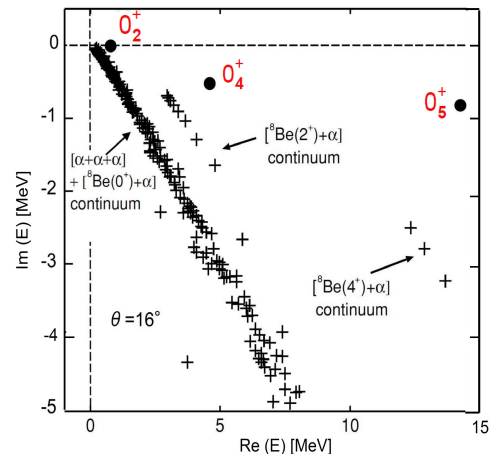 0₂⁺
0₄⁺
0₅⁺
0
-1
-2
-3
-4
-5
Im (E) [MeV]
[α+α+α]
+ [⁸Be(0⁺)+α]
continuum
[⁸Be(2⁺)+α]
continuum
[⁸Be(4⁺)+α]
continuum
θ =16°
0
5
10
15
Re (E) [MeV]